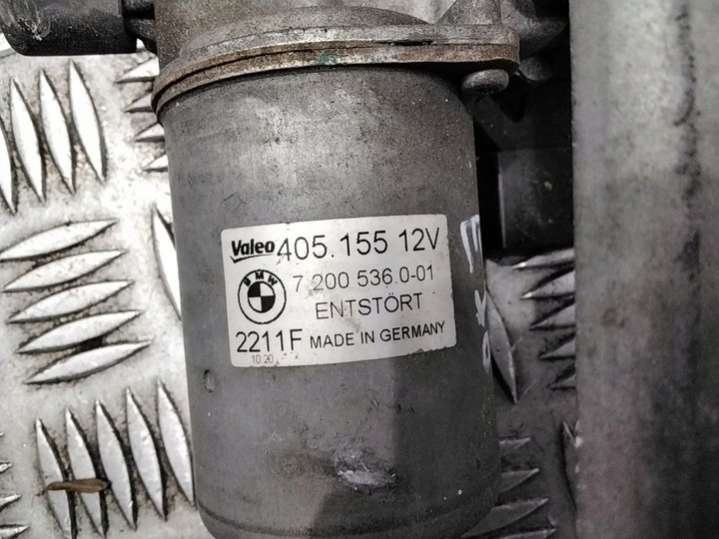 Valeo 405.155 12V
BMW 7 200 536.0-01
ENTSTÖRT
2211F MADE IN GERMANY
10:20